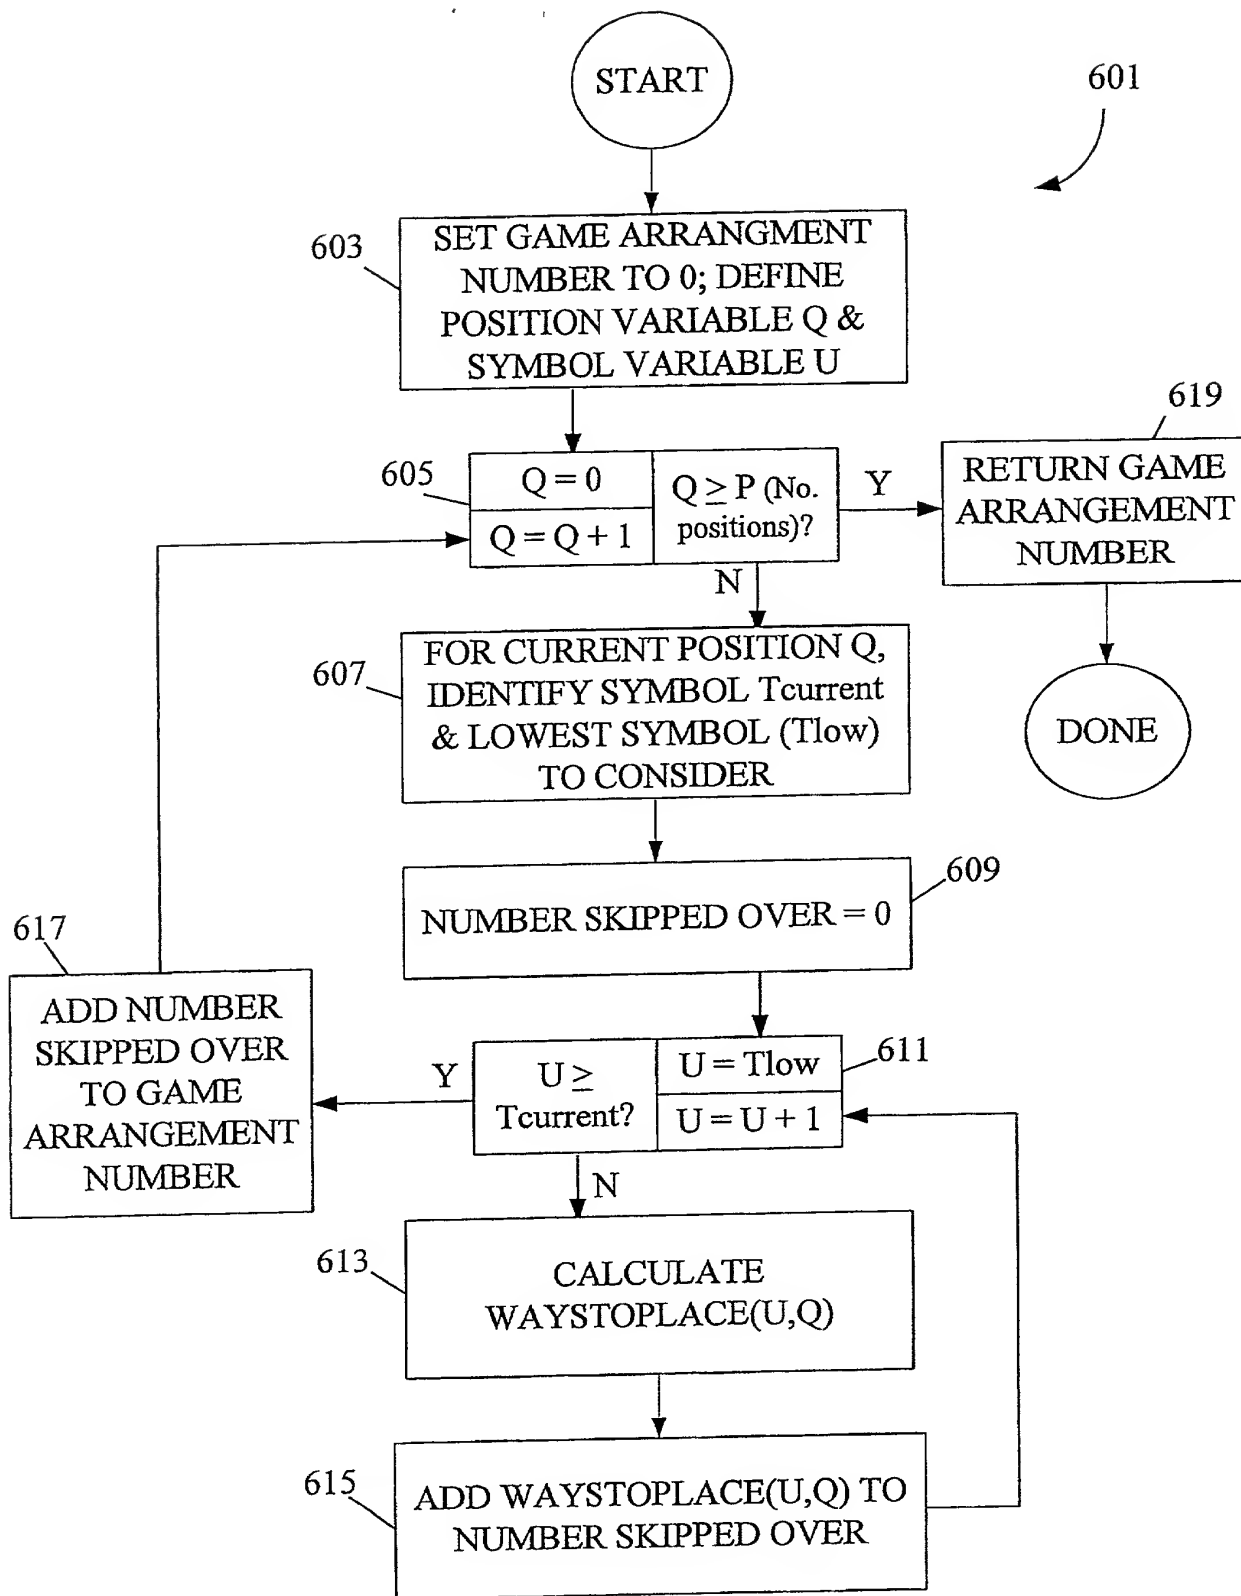 START
601
603
SET GAME ARRANGMENT
NUMBER TO 0; DEFINE
POSITION VARIABLE Q &
SYMBOL VARIABLE U
619
605
Q = 0
Q = Q + 1
Q ≥ P (No.
positions)?
Y
RETURN GAME
ARRANGEMENT
NUMBER
N
607
FOR CURRENT POSITION Q,
IDENTIFY SYMBOL Tcurrent
& LOWEST SYMBOL (Tlow)
TO CONSIDER
DONE
609
NUMBER SKIPPED OVER = 0
617
ADD NUMBER
SKIPPED OVER
TO GAME
ARRANGEMENT
NUMBER
Y
U ≥
Tcurrent?
U = Tlow
U = U + 1
611
N
613
CALCULATE
WAYSTOPLACE(U,Q)
615
ADD WAYSTOPLACE(U,Q) TO
NUMBER SKIPPED OVER